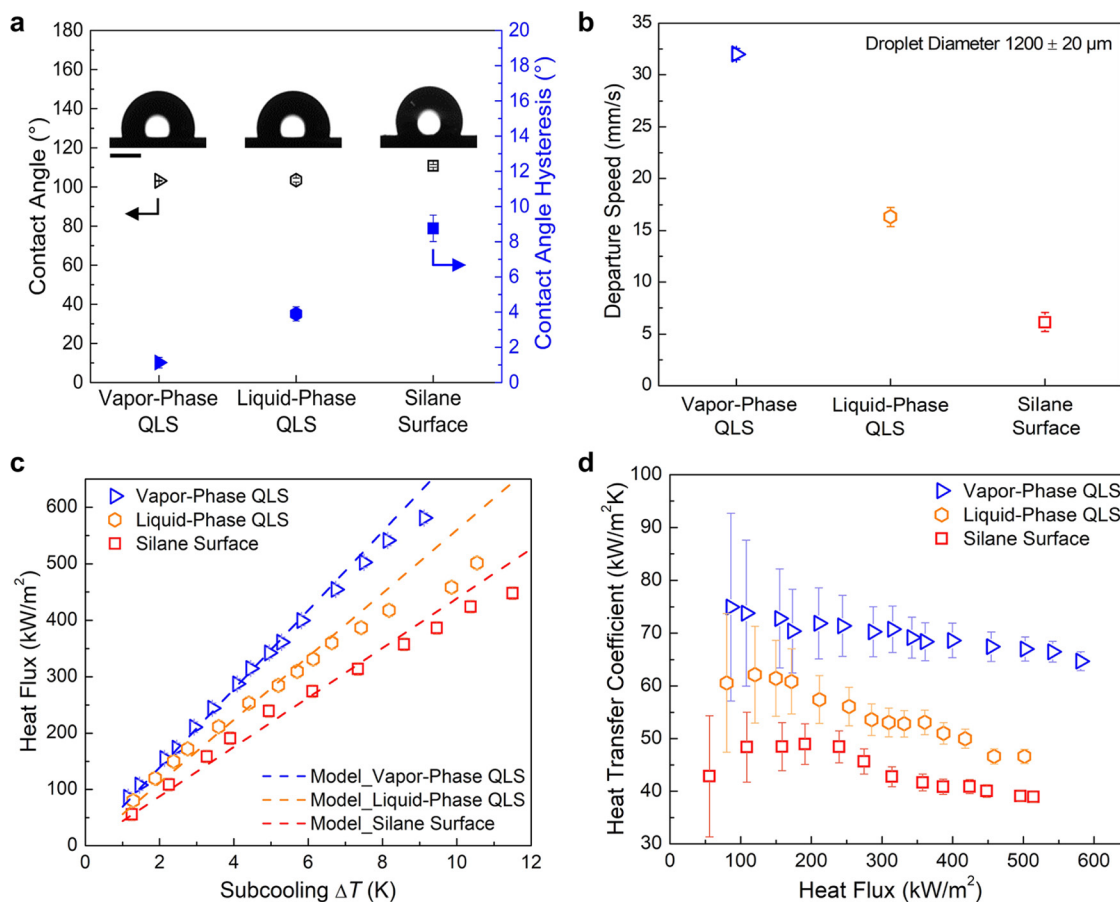 a
180
160
140
120
100
80
60
40
20
0
Contact Angle (°)
20
18
16
14
12
10
8
6
4
2
0
Contact Angle Hysteresis (°)
Vapor-Phase
QLS
Liquid-Phase
QLS
Silane
Surface
b
35
30
25
20
15
10
5
0
Departure Speed (mm/s)
Droplet Diameter 1200 ± 20 µm
Vapor-Phase
QLS
Liquid-Phase
QLS
Silane
Surface
c
600
500
400
300
200
100
0
Heat Flux (kW/m²)
Vapor-Phase QLS
Liquid-Phase QLS
Silane Surface
Model_Vapor-Phase QLS
Model_Liquid-Phase QLS
Model_Silane Surface
0 2 4 6 8 10 12
Subcooling ΔT (K)
d
100
90
80
70
60
50
40
30
Heat Transfer Coefficient (kW/m²K)
Vapor-Phase QLS
Liquid-Phase QLS
Silane Surface
0 100 200 300 400 500 600
Heat Flux (kW/m²)